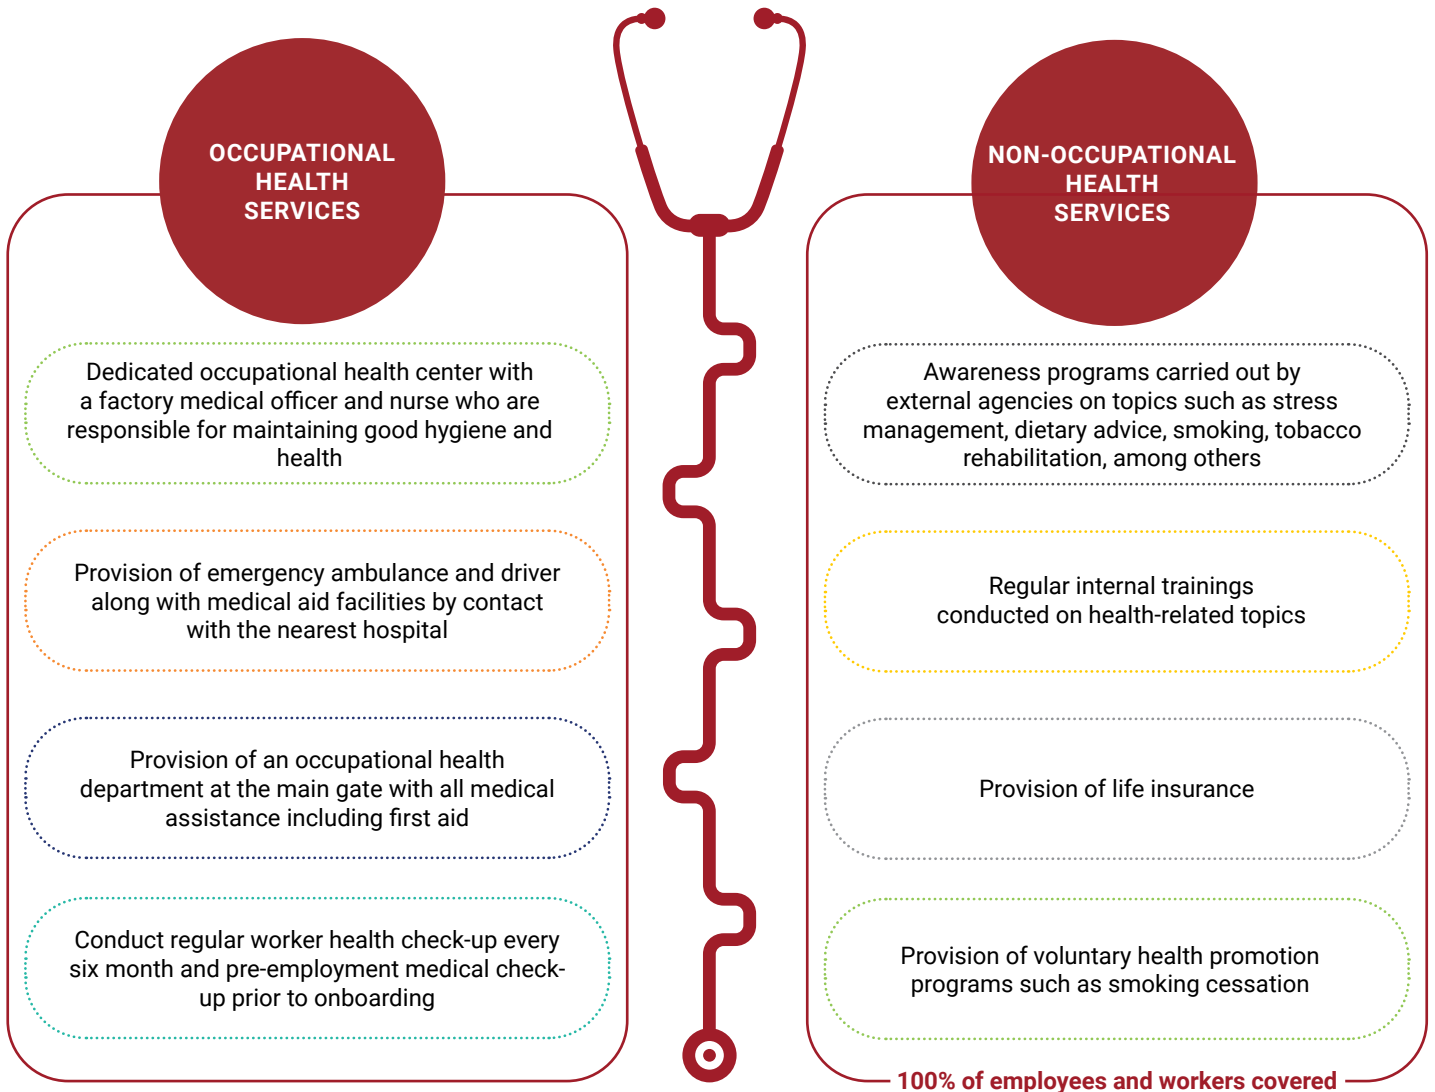 OCCUPATIONAL
HEALTH
SERVICES
Dedicated occupational health center with
a factory medical officer and nurse who are
responsible for maintaining good hygiene and
health
Provision of emergency ambulance and driver
along with medical aid facilities by contact
with the nearest hospital
Provision of an occupational health
department at the main gate with all medical
assistance including first aid
Conduct regular worker health check-up every
six month and pre-employment medical check-
up prior to onboarding
NON-OCCUPATIONAL
HEALTH
SERVICES
Awareness programs carried out by
external agencies on topics such as stress
management, dietary advice, smoking, tobacco
rehabilitation, among others
Regular internal trainings
conducted on health-related topics
Provision of life insurance
Provision of voluntary health promotion
programs such as smoking cessation
100% of employees and workers covered